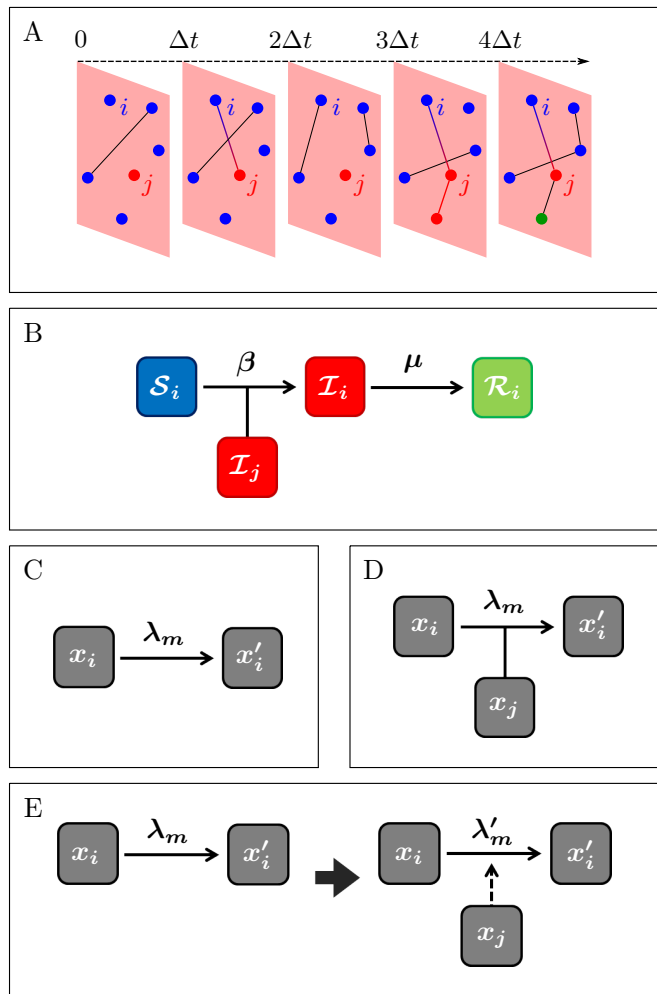 A
0 Δt 2Δt 3Δt 4Δt
i i i i i
j j j j j
B
β μ
𝒮ᵢ ℐᵢ ℛᵢ
ℐⱼ
C
λₘ
xᵢ x′ᵢ
D
λₘ
xᵢ x′ᵢ
xⱼ
E
λₘ λ′ₘ
xᵢ x′ᵢ xᵢ x′ᵢ
xⱼ